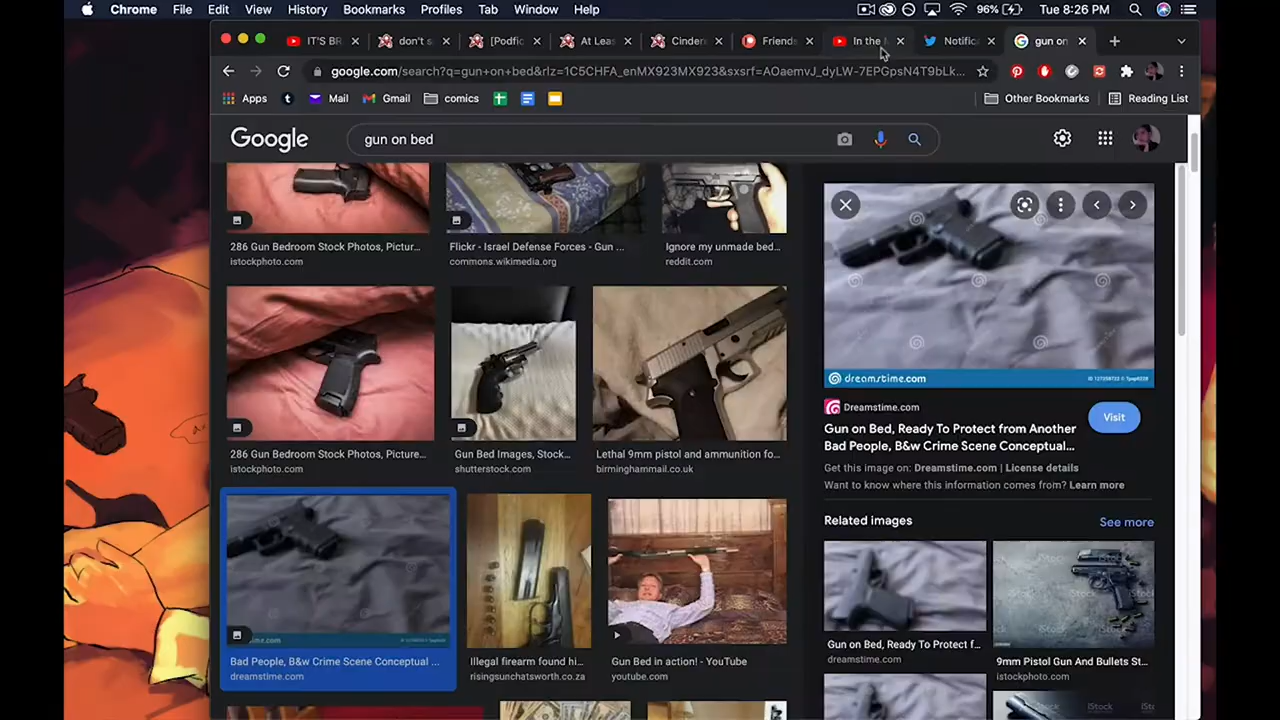 Chrome File Edit View History Bookmarks Profiles Tab Window Help 96% Tue 8:26 PM
IT'S BR don't s [Podfic At Leas Cinder Friends In the Notific gun on
google.com/search?q=gun+on+bed&rlz=1C5CHFA_enMX923MX923&sxsrf=AOaemvJ_dyLW-7EPGpsN4T9bLk...
Apps Mail Gmail comics Other Bookmarks Reading List
Google gun on bed
286 Gun Bedroom Stock Photos, Pictur...
istockphoto.com
Flickr - Israel Defense Forces - Gun ...
commons.wikimedia.org
Ignore my unmade bed...
reddit.com
286 Gun Bedroom Stock Photos, Pictur...
istockphoto.com
Gun Bed Images, Stock...
shutterstock.com
Lethal 9mm pistol and ammunition fo...
birminghammail.co.uk
Bad People, B&w Crime Scene Conceptual ...
dreamstime.com
Illegal firearm found hi...
risingsunchatsworth.co.za
Gun Bed in action! - YouTube
youtube.com
dreamstime.com
Dreamstime.com
Gun on Bed, Ready To Protect from Another
Bad People, B&w Crime Scene Conceptual...
Visit
Get this image on: Dreamstime.com | License details
Want to know where this information comes from? Learn more
Related images See more
Gun on Bed, Ready To Protect f...
dreamstime.com
9mm Pistol Gun And Bullets St...
istockphoto.com
iStock